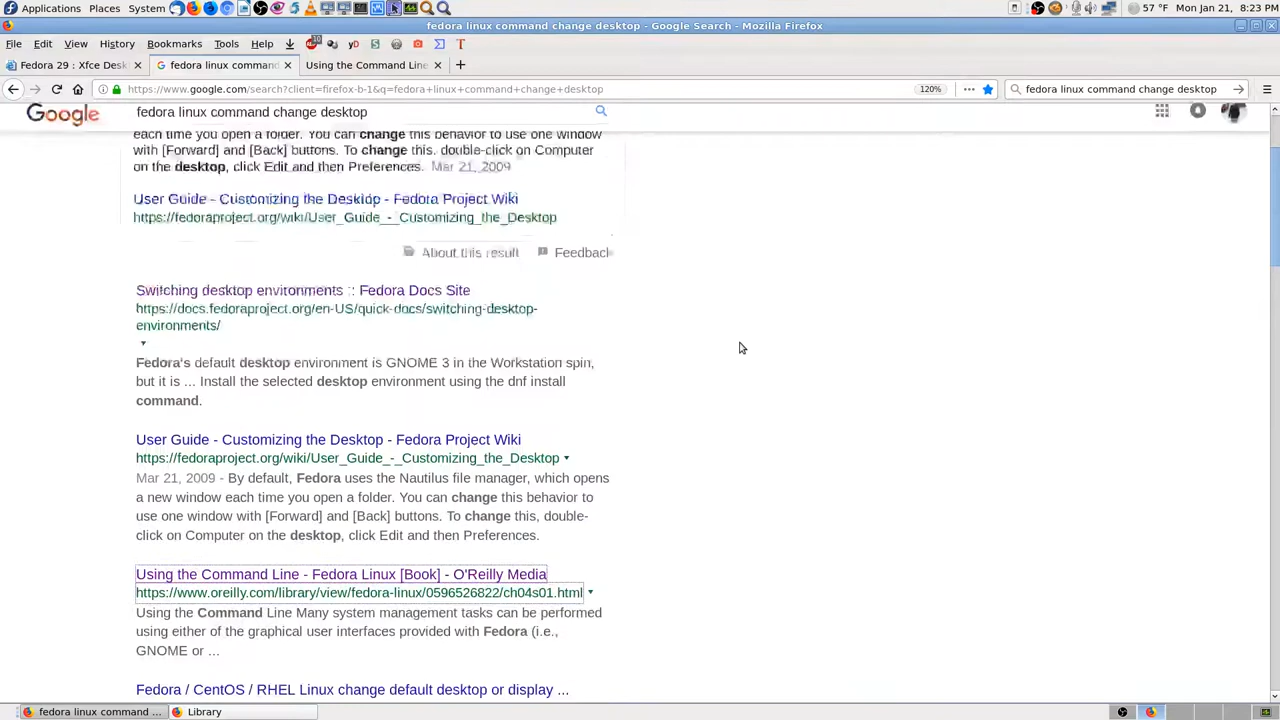 Applications Places System 57 °F Mon Jan 21, 8:23 PM
fedora linux command change desktop - Google Search - Mozilla Firefox
File Edit View History Bookmarks Tools Help
Fedora 29 : Xfce Desk fedora linux command Using the Command Line
https://www.google.com/search?client=firefox-b-1&q=fedora+linux+command+change+desktop 120% fedora linux command change desktop
Google fedora linux command change desktop
each time you open a folder. You can change this behavior to use one window
with [Forward] and [Back] buttons. To change this, double-click on Computer
on the desktop, click Edit and then Preferences. Mar 21, 2009
User Guide - Customizing the Desktop - Fedora Project Wiki
https://fedoraproject.org/wiki/User_Guide_-_Customizing_the_Desktop
About this result Feedback
Switching desktop environments :: Fedora Docs Site
https://docs.fedoraproject.org/en-US/quick-docs/switching-desktop-
environments/
Fedora's default desktop environment is GNOME 3 in the Workstation spin,
but it is ... Install the selected desktop environment using the dnf install
command.
User Guide - Customizing the Desktop - Fedora Project Wiki
https://fedoraproject.org/wiki/User_Guide_-_Customizing_the_Desktop
Mar 21, 2009 - By default, Fedora uses the Nautilus file manager, which opens
a new window each time you open a folder. You can change this behavior to
use one window with [Forward] and [Back] buttons. To change this, double-
click on Computer on the desktop, click Edit and then Preferences.
Using the Command Line - Fedora Linux [Book] - O'Reilly Media
https://www.oreilly.com/library/view/fedora-linux/0596526822/ch04s01.html
Using the Command Line Many system management tasks can be performed
using either of the graphical user interfaces provided with Fedora (i.e.,
GNOME or ...
Fedora / CentOS / RHEL Linux change default desktop or display ...
fedora linux command ... Library